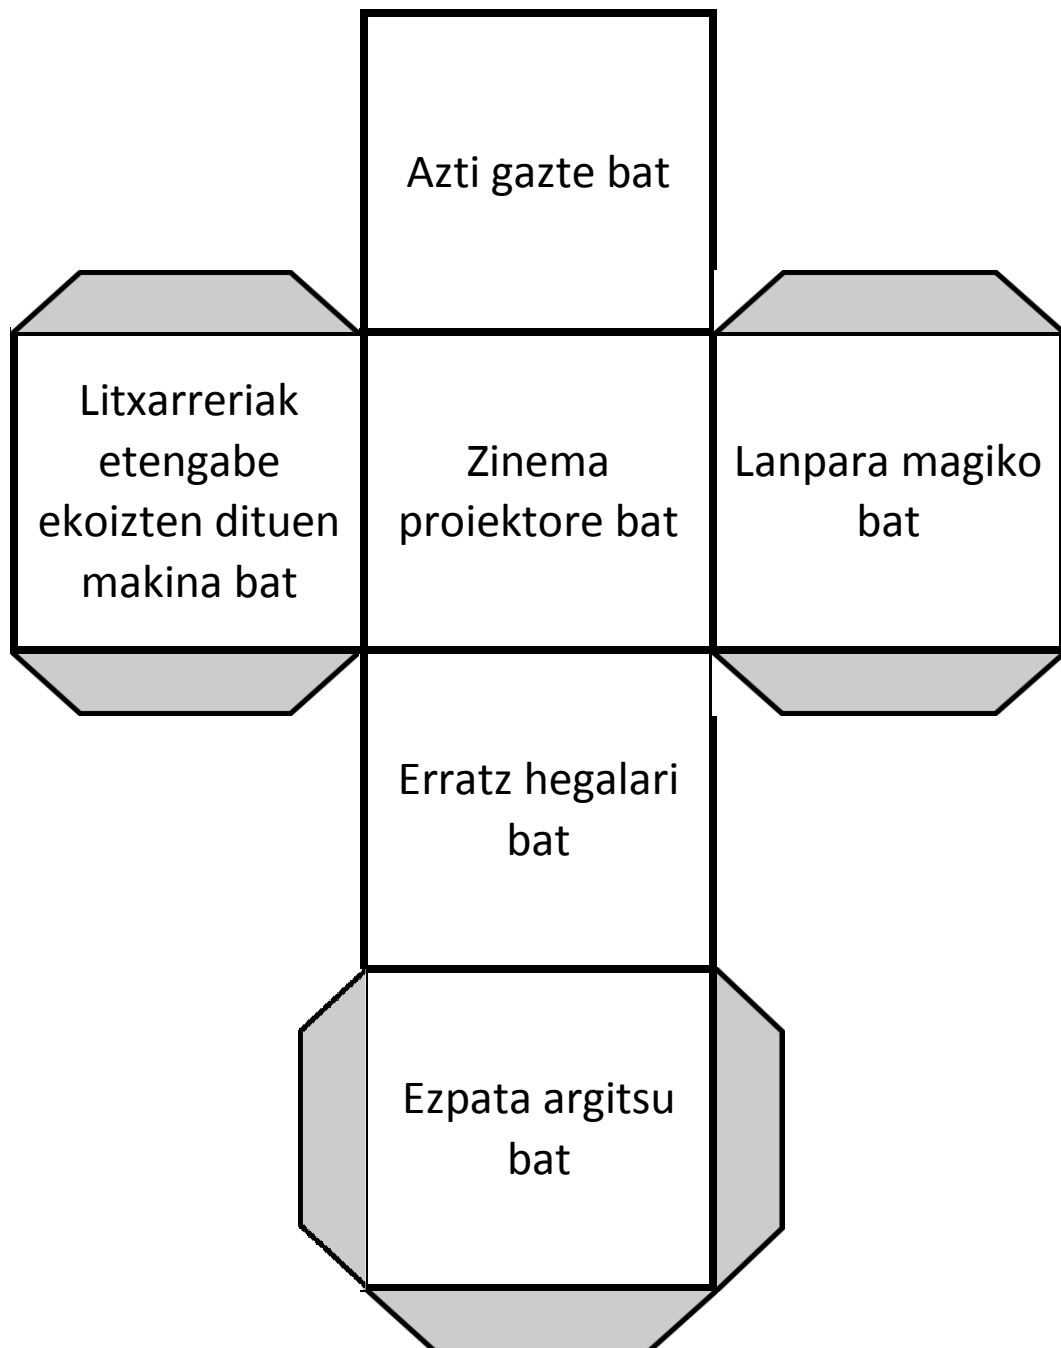 Azti gazte bat
Litxarreriak
etengabe
ekoizten dituen
makina bat
Zinema
proiektore bat
Lanpara magiko
bat
Erratz hegalari
bat
Ezpata argitsu
bat